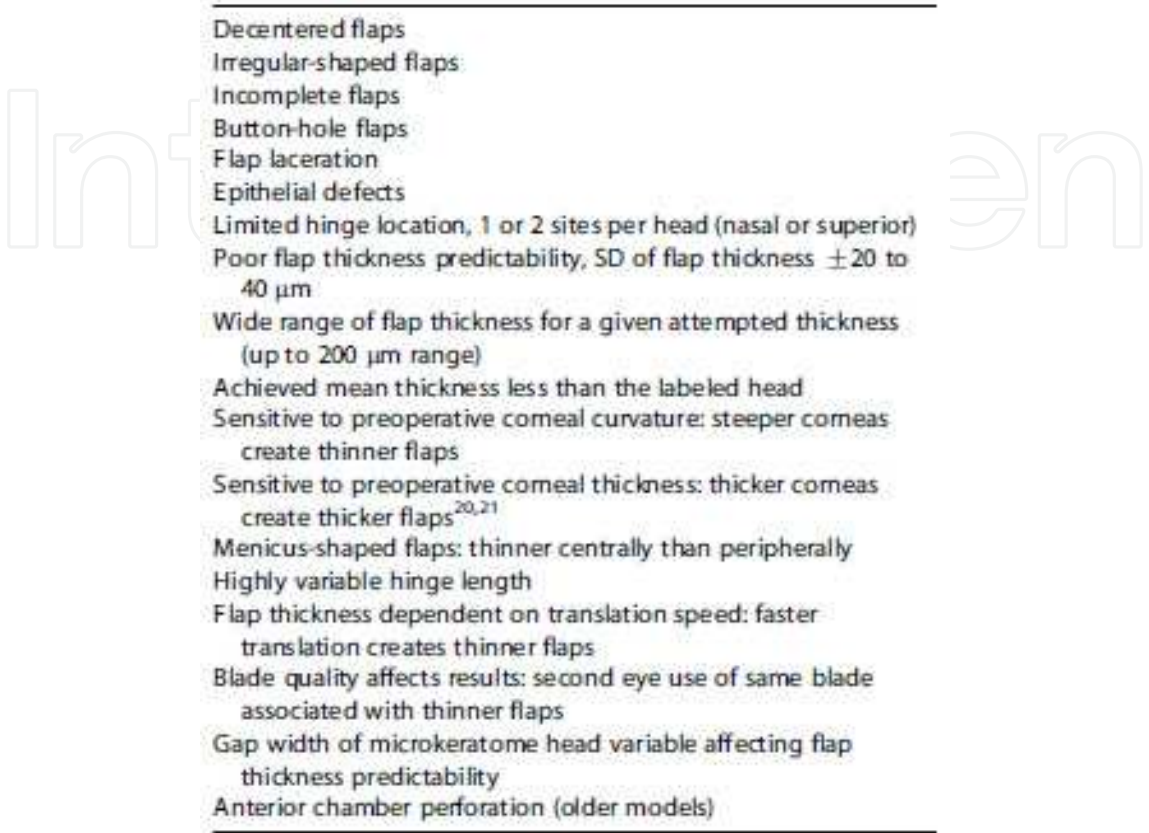 Decentered flaps
Irregular-shaped flaps
Incomplete flaps
Button-hole flaps
Flap laceration
Epithelial defects
Limited hinge location, 1 or 2 sites per head (nasal or superior)
Poor flap thickness predictability, SD of flap thickness ±20 to
40 μm
Wide range of flap thickness for a given attempted thickness
(up to 200 μm range)
Achieved mean thickness less than the labeled head
Sensitive to preoperative corneal curvature: steeper corneas
create thinner flaps
Sensitive to preoperative corneal thickness: thicker corneas
create thicker flaps20,21
Menicus-shaped flaps: thinner centrally than peripherally
Highly variable hinge length
Flap thickness dependent on translation speed: faster
translation creates thinner flaps
Blade quality affects results: second eye use of same blade
associated with thinner flaps
Gap width of microkeratome head variable affecting flap
thickness predictability
Anterior chamber perforation (older models)